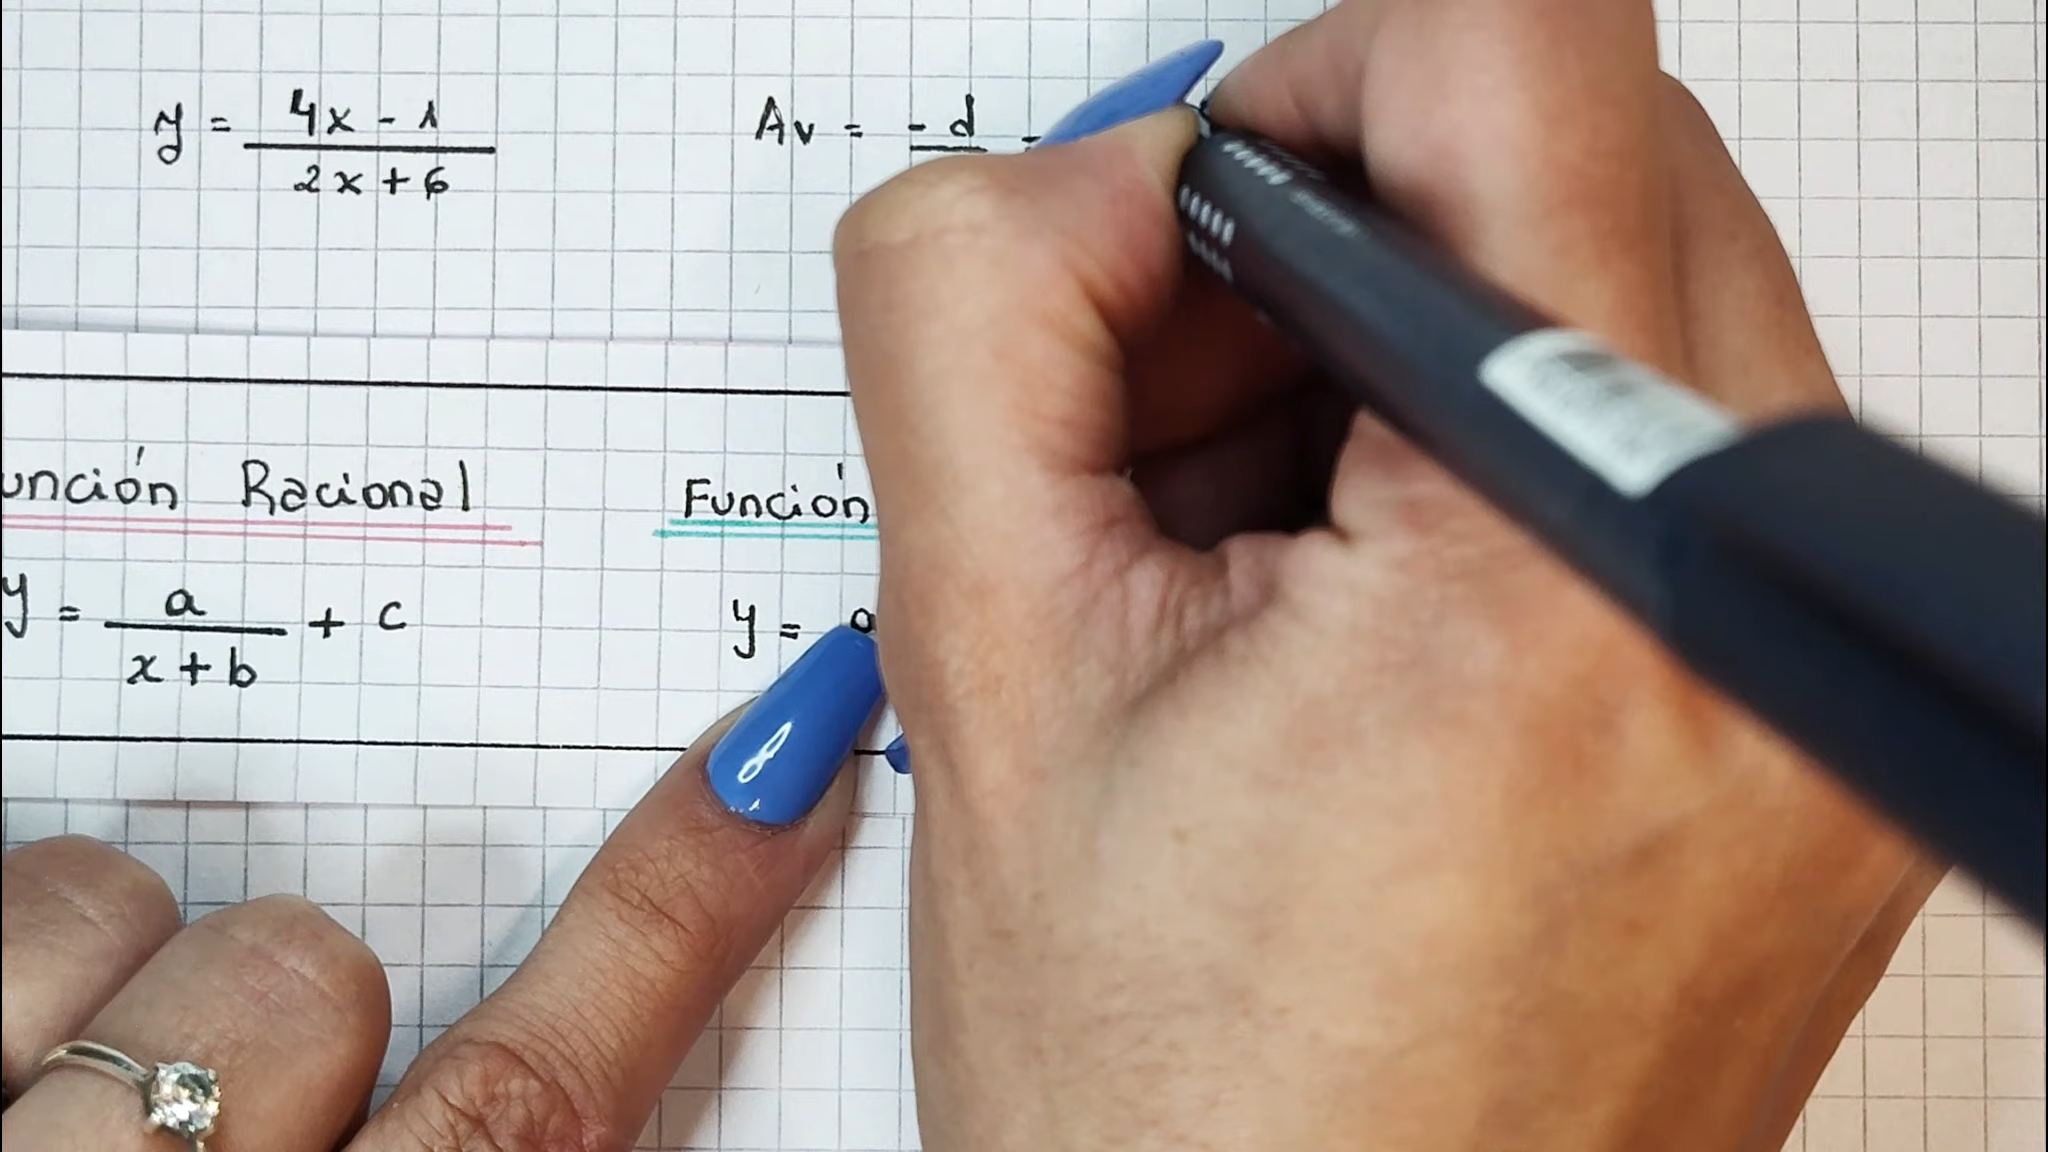 y = 4x - 1
2x + 6
Av = - d
unción Racional
Función
y = a + c
x + b
y = a